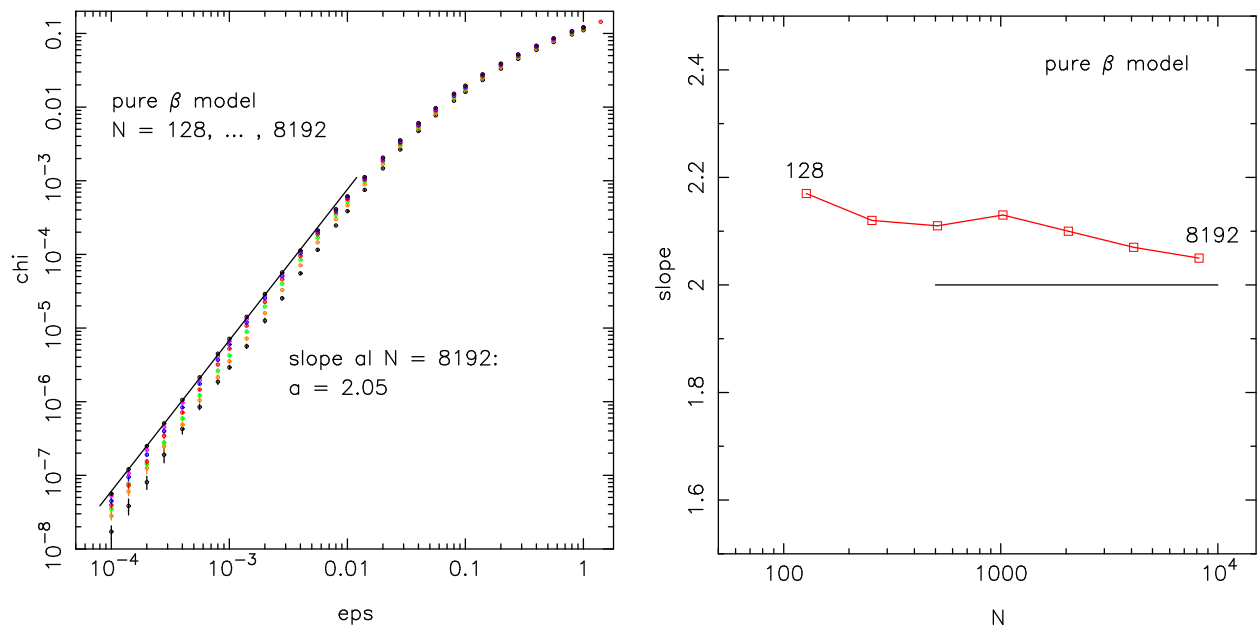 0.1
0.01
10⁻³
10⁻⁴
10⁻⁵
10⁻⁶
10⁻⁷
10⁻⁸
chi
pure β model
N = 128, ... , 8192
slope al N = 8192:
a = 2.05
10⁻⁴ 10⁻³ 0.01 0.1 1
eps
2.4
2.2
2
1.8
1.6
slope
pure β model
128
8192
100 1000 10⁴
N